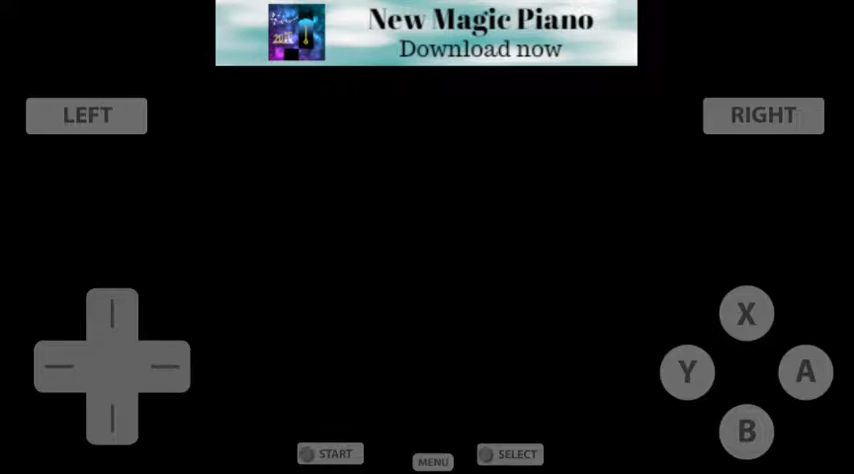 New Magic Piano
Download now
LEFT
RIGHT
X
Y
A
B
START
SELECT
MENU